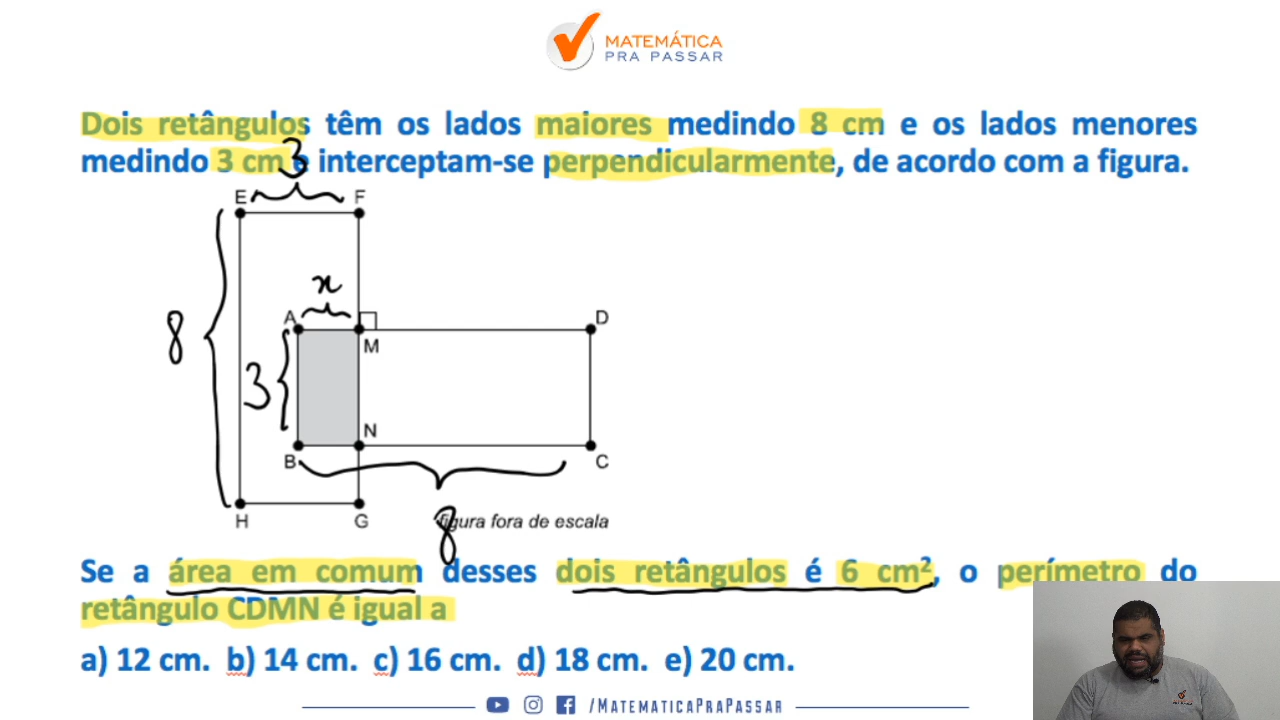 MATEMÁTICA
PRA PASSAR
Dois retângulos têm os lados maiores medindo 8 cm e os lados menores
medindo 3 cm e interceptam-se perpendicularmente, de acordo com a figura.
3
E F
x
A D
8
M
3
N
B C
H G
8
figura fora de escala
Se a área em comum desses dois retângulos é 6 cm², o perímetro do
retângulo CDMN é igual a
a) 12 cm. b) 14 cm. c) 16 cm. d) 18 cm. e) 20 cm.
/MATEMATICAPRAPASSAR